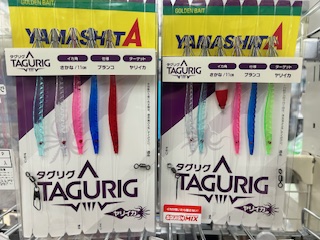 GOLDEN BAIT
YAMASHITA
タグリグ
TAGURIG
イカ角
さかな/11cm
仕様
ブランコ
ターゲット
ヤリイカ
タグリグ
TAGURIG
ヤリイカ
GOLDEN BAIT
YAMASHITA
タグリグ
TAGURIG
イカ角
さかな/11cm
仕様
ブランコ
ターゲット
ヤリイカ
タグリグ
TAGURIG
ヤリイカ
MIX